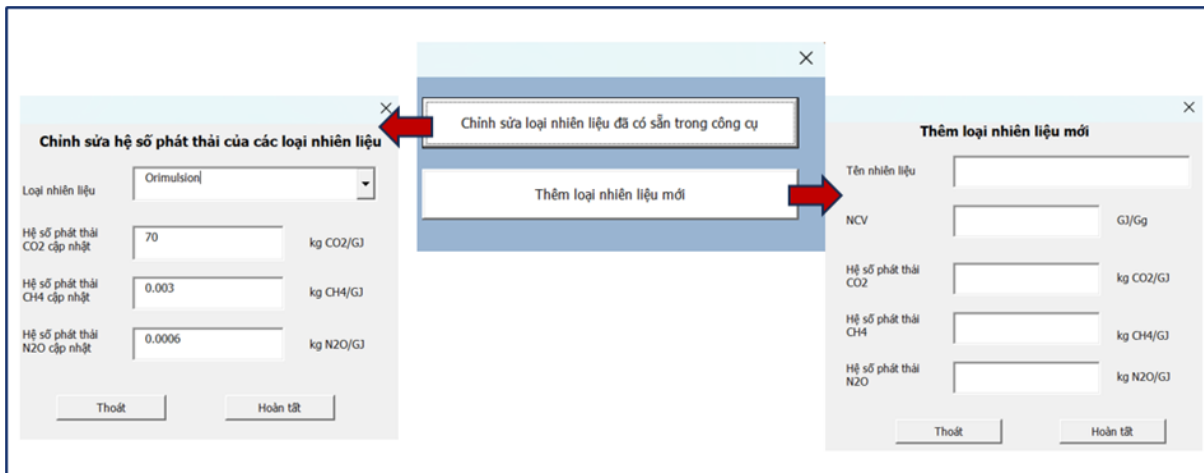 Chỉnh sửa hệ số phát thải của các loại nhiên liệu
Loại nhiên liệu
Orimulsion
Hệ số phát thải
CO2 cập nhật
70
kg CO2/GJ
Hệ số phát thải
CH4 cập nhật
0.003
kg CH4/GJ
Hệ số phát thải
N2O cập nhật
0.0006
kg N2O/GJ
Thoát
Hoàn tất
Chỉnh sửa loại nhiên liệu đã có sẵn trong công cụ
Thêm loại nhiên liệu mới
Thêm loại nhiên liệu mới
Tên nhiên liệu
NCV
GJ/Gg
Hệ số phát thải
CO2
kg CO2/GJ
Hệ số phát thải
CH4
kg CH4/GJ
Hệ số phát thải
N2O
kg N2O/GJ
Thoát
Hoàn tất